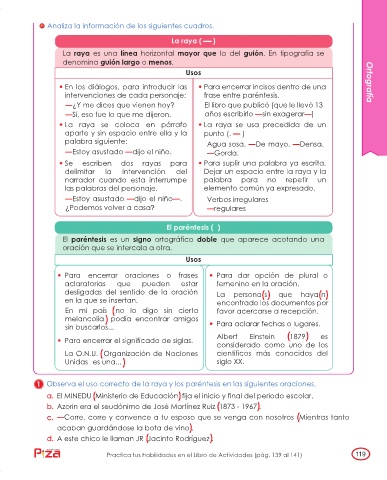 Analiza la información de los siguientes cuadros.
La raya ( — )
La raya es una línea horizontal mayor que la del guión. En tipografía se
denomina guión largo o menos.
Usos
• En los diálogos, para introducir las
intervenciones de cada personaje:
—¿Y me dices que vienen hoy?
—Sí, eso fue lo que me dijeron.
• La raya se coloca en párrafo
aparte y sin espacio entre ella y la
palabra siguiente:
—Estoy asustado —dijo el niño.
• Se escriben dos rayas para
delimitar la intervención del
narrador cuando esta interrumpe
las palabras del personaje.
—Estoy asustado —dijo el niño—.
¿Podemos volver a casa?
• Para encerrar incisos dentro de una
frase entre paréntesis.
El libro que publicó (que le llevó 13
años escribirlo —sin exagerar—)
• La raya se usa precedida de un
punto (. — )
Agua sosa. —De mayo. —Densa.
—Gorda.
• Para suplir una palabra ya escrita.
Dejar un espacio entre la raya y la
palabra para no repetir un
elemento común ya expresado.
Verbos irregulares
—regulares
Ortografía
El paréntesis ( )
El paréntesis es un signo ortográfico doble que aparece acotando una
oración que se intercala a otra.
Usos
• Para encerrar oraciones o frases
aclaratorias que pueden estar
desligadas del sentido de la oración
en la que se insertan.
En mi país (no lo digo sin cierta
melancolía) podía encontrar amigos
sin buscarlos...
• Para encerrar el significado de siglas.
La O.N.U. (Organización de Naciones
Unidas es una... )
• Para dar opción de plural o
femenino en la oración.
La persona(s) que haya(n)
encontrado los documentos por
favor acercarse a recepción.
• Para aclarar fechas o lugares.
Albert Einstein (1879) es
considerado como uno de los
científicos más conocidos del
siglo XX.
1 Observa el uso correcto de la raya y los paréntesis en las siguientes oraciones.
a. El MINEDU (Ministerio de Educación) fija el inicio y final del periodo escolar.
b. Azorín era el seudónimo de José Martínez Ruiz (1873 - 1967).
c. —Corre, corre y convence a tu esposo que se venga con nosotros (Mientras tanto
acaban guardándose la bota de vino).
d. A este chico le llaman JR (Jacinto Rodríguez).
Pizza
Practica tus habilidades en el libro de Actividades (pág. 139 al 141)
119